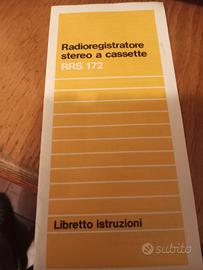 Radioregistratore
stereo a cassette
RRS 172
Libretto istruzioni
subito